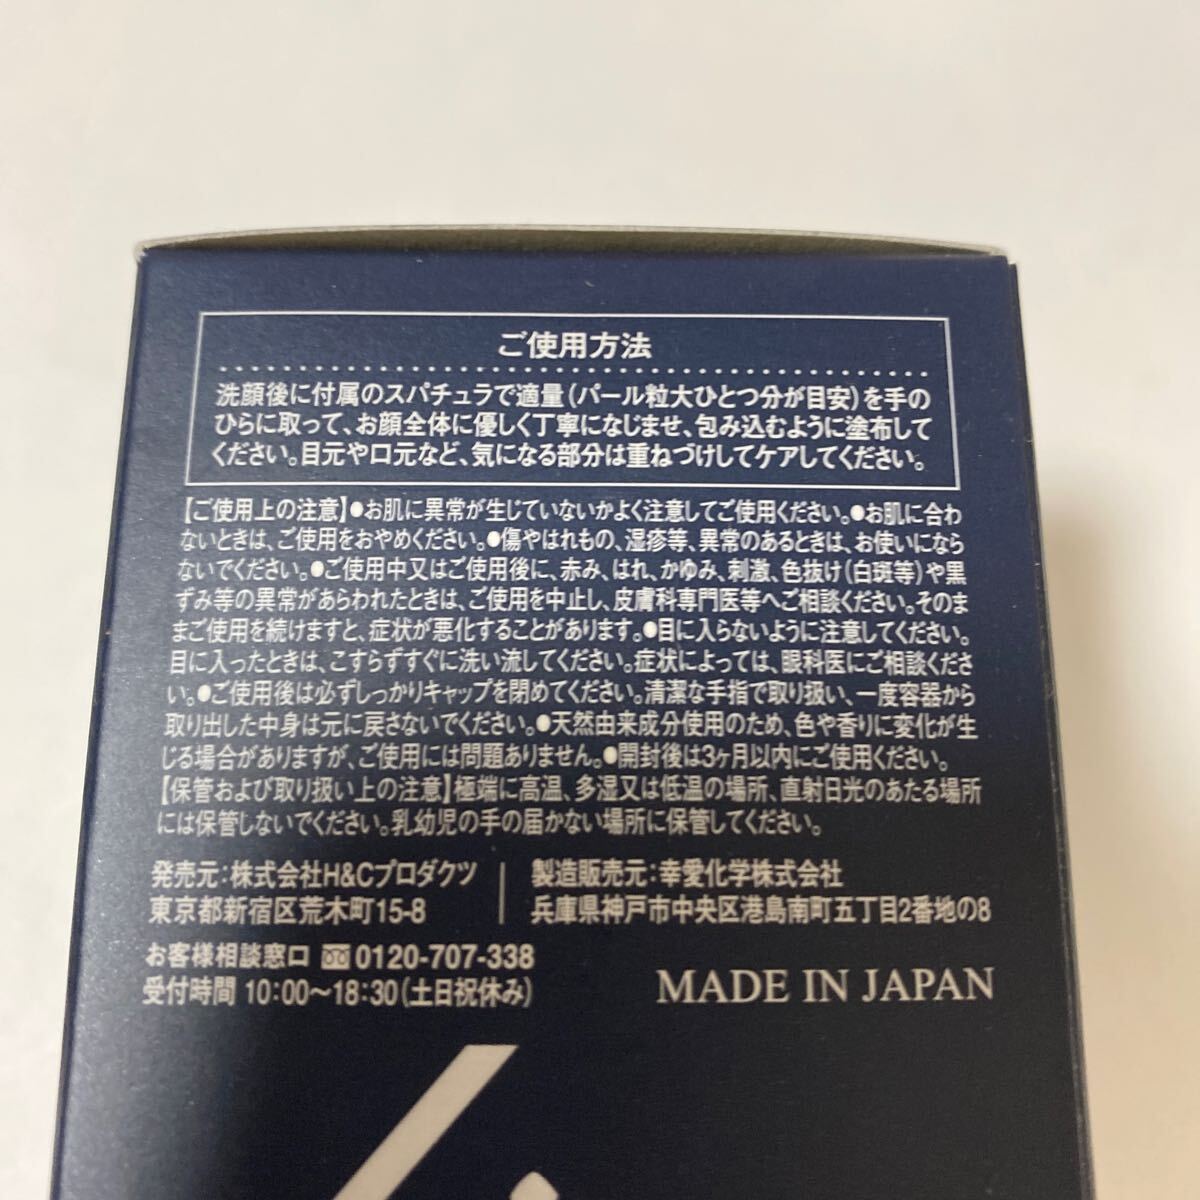 ご使用方法
洗顔後に付属のスパチュラで適量(パール粒大ひとつ分が目安)を手の
ひらに取って、お顔全体に優しく丁寧になじませ、包み込むように塗布して
ください。目元や口元など、気になる部分は重ねづけしてケアしてください。
【ご使用上の注意】●お肌に異常が生じていないかよく注意してご使用ください。●お肌に合わ
ないときは、ご使用をおやめください。●傷やはれもの、湿疹等、異常のあるときは、お使いになら
ないでください。●ご使用中又はご使用後に、赤み、はれ、かゆみ、刺激、色抜け(白斑等)や黒
ずみ等の異常があらわれたときは、ご使用を中止し、皮膚科専門医等へご相談ください。そのま
まご使用を続けますと、症状が悪化することがあります。●目に入らないように注意してください。
目に入ったときは、こすらずすぐに洗い流してください。症状によっては、眼科医にご相談くださ
い。●ご使用後は必ずしっかりキャップを閉めてください。清潔な手指で取り扱い、一度容器から
取り出した中身は元に戻さないでください。●天然由来成分使用のため、色や香りに変化が生
じる場合がありますが、ご使用には問題ありません。●開封後は3ヶ月以内にご使用ください。
【保管および取り扱い上の注意】極端に高温、多湿又は低温の場所、直射日光のあたる場所
には保管しないでください。乳幼児の手の届かない場所に保管してください。
発売元:株式会社H&Cプロダクツ
東京都新宿区荒木町15-8
製造販売元:幸愛化学株式会社
兵庫県神戸市中央区港島南町五丁目2番地の8
お客様相談窓口 0120-707-338
受付時間 10:00〜18:30(土日祝休み)
MADE IN JAPAN